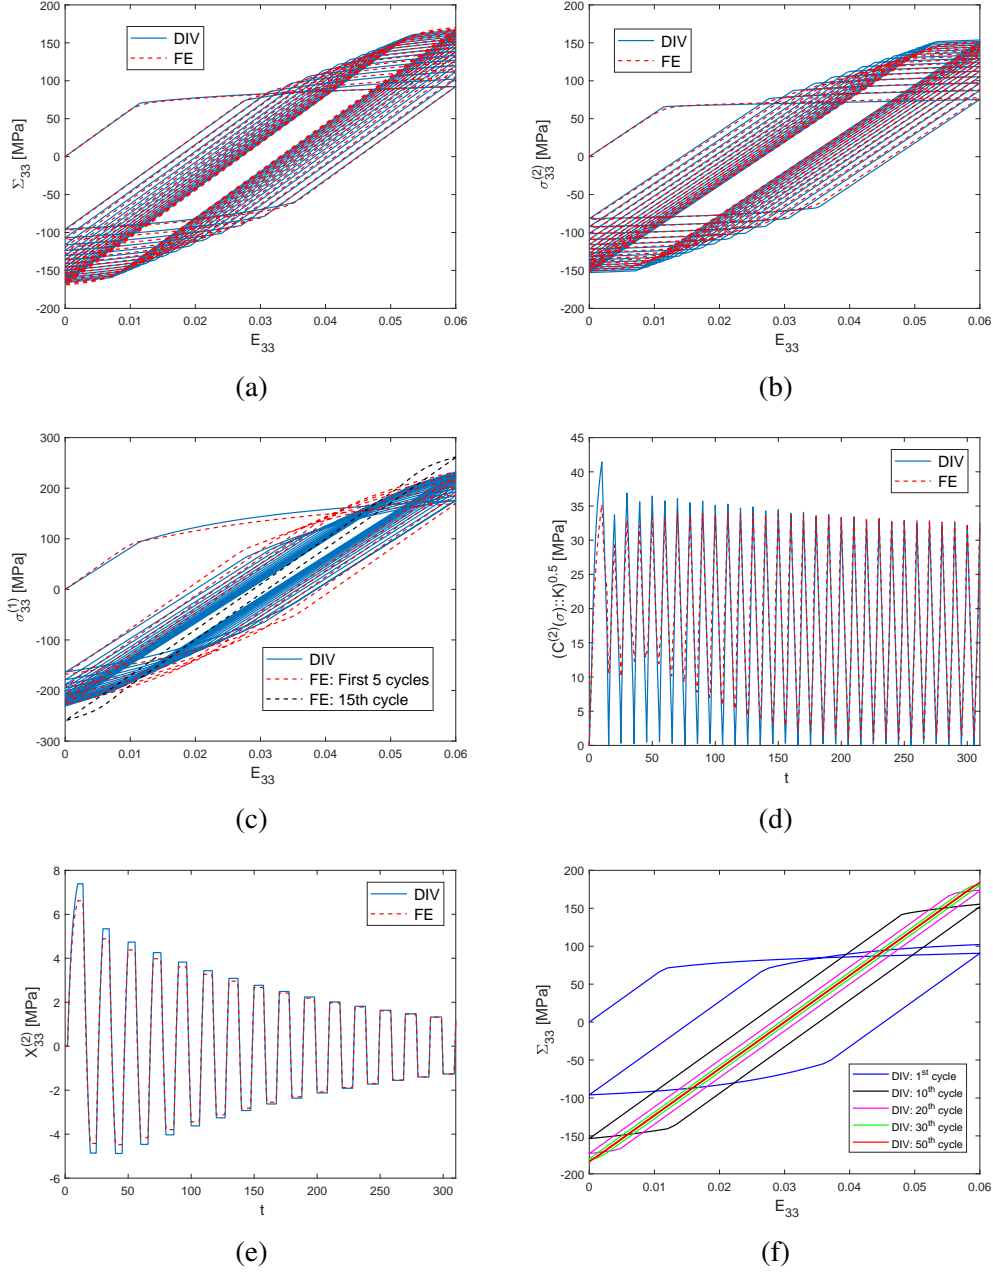 200
150
100
50
0
-50
-100
-150
-200
Σ33 [MPa]
DIV
FE
0 0.01 0.02 0.03 0.04 0.05 0.06
E33
(a)
200
150
100
50
0
-50
-100
-150
-200
σ33(2) [MPa]
DIV
FE
0 0.01 0.02 0.03 0.04 0.05 0.06
E33
(b)
300
200
100
0
-100
-200
-300
σ33(1) [MPa]
DIV
FE: First 5 cycles
FE: 15th cycle
0 0.01 0.02 0.03 0.04 0.05 0.06
E33
(c)
45
40
35
30
25
20
15
10
5
0
(C(2)(σ)::K)0.5 [MPa]
DIV
FE
0 50 100 150 200 250 300
t
(d)
8
6
4
2
0
-2
-4
-6
X33(2) [MPa]
DIV
FE
0 50 100 150 200 250 300
t
(e)
200
150
100
50
0
-50
-100
-150
-200
Σ33 [MPa]
DIV: 1st cycle
DIV: 10th cycle
DIV: 20th cycle
DIV: 30th cycle
DIV: 50th cycle
0 0.01 0.02 0.03 0.04 0.05 0.06
E33
(f)